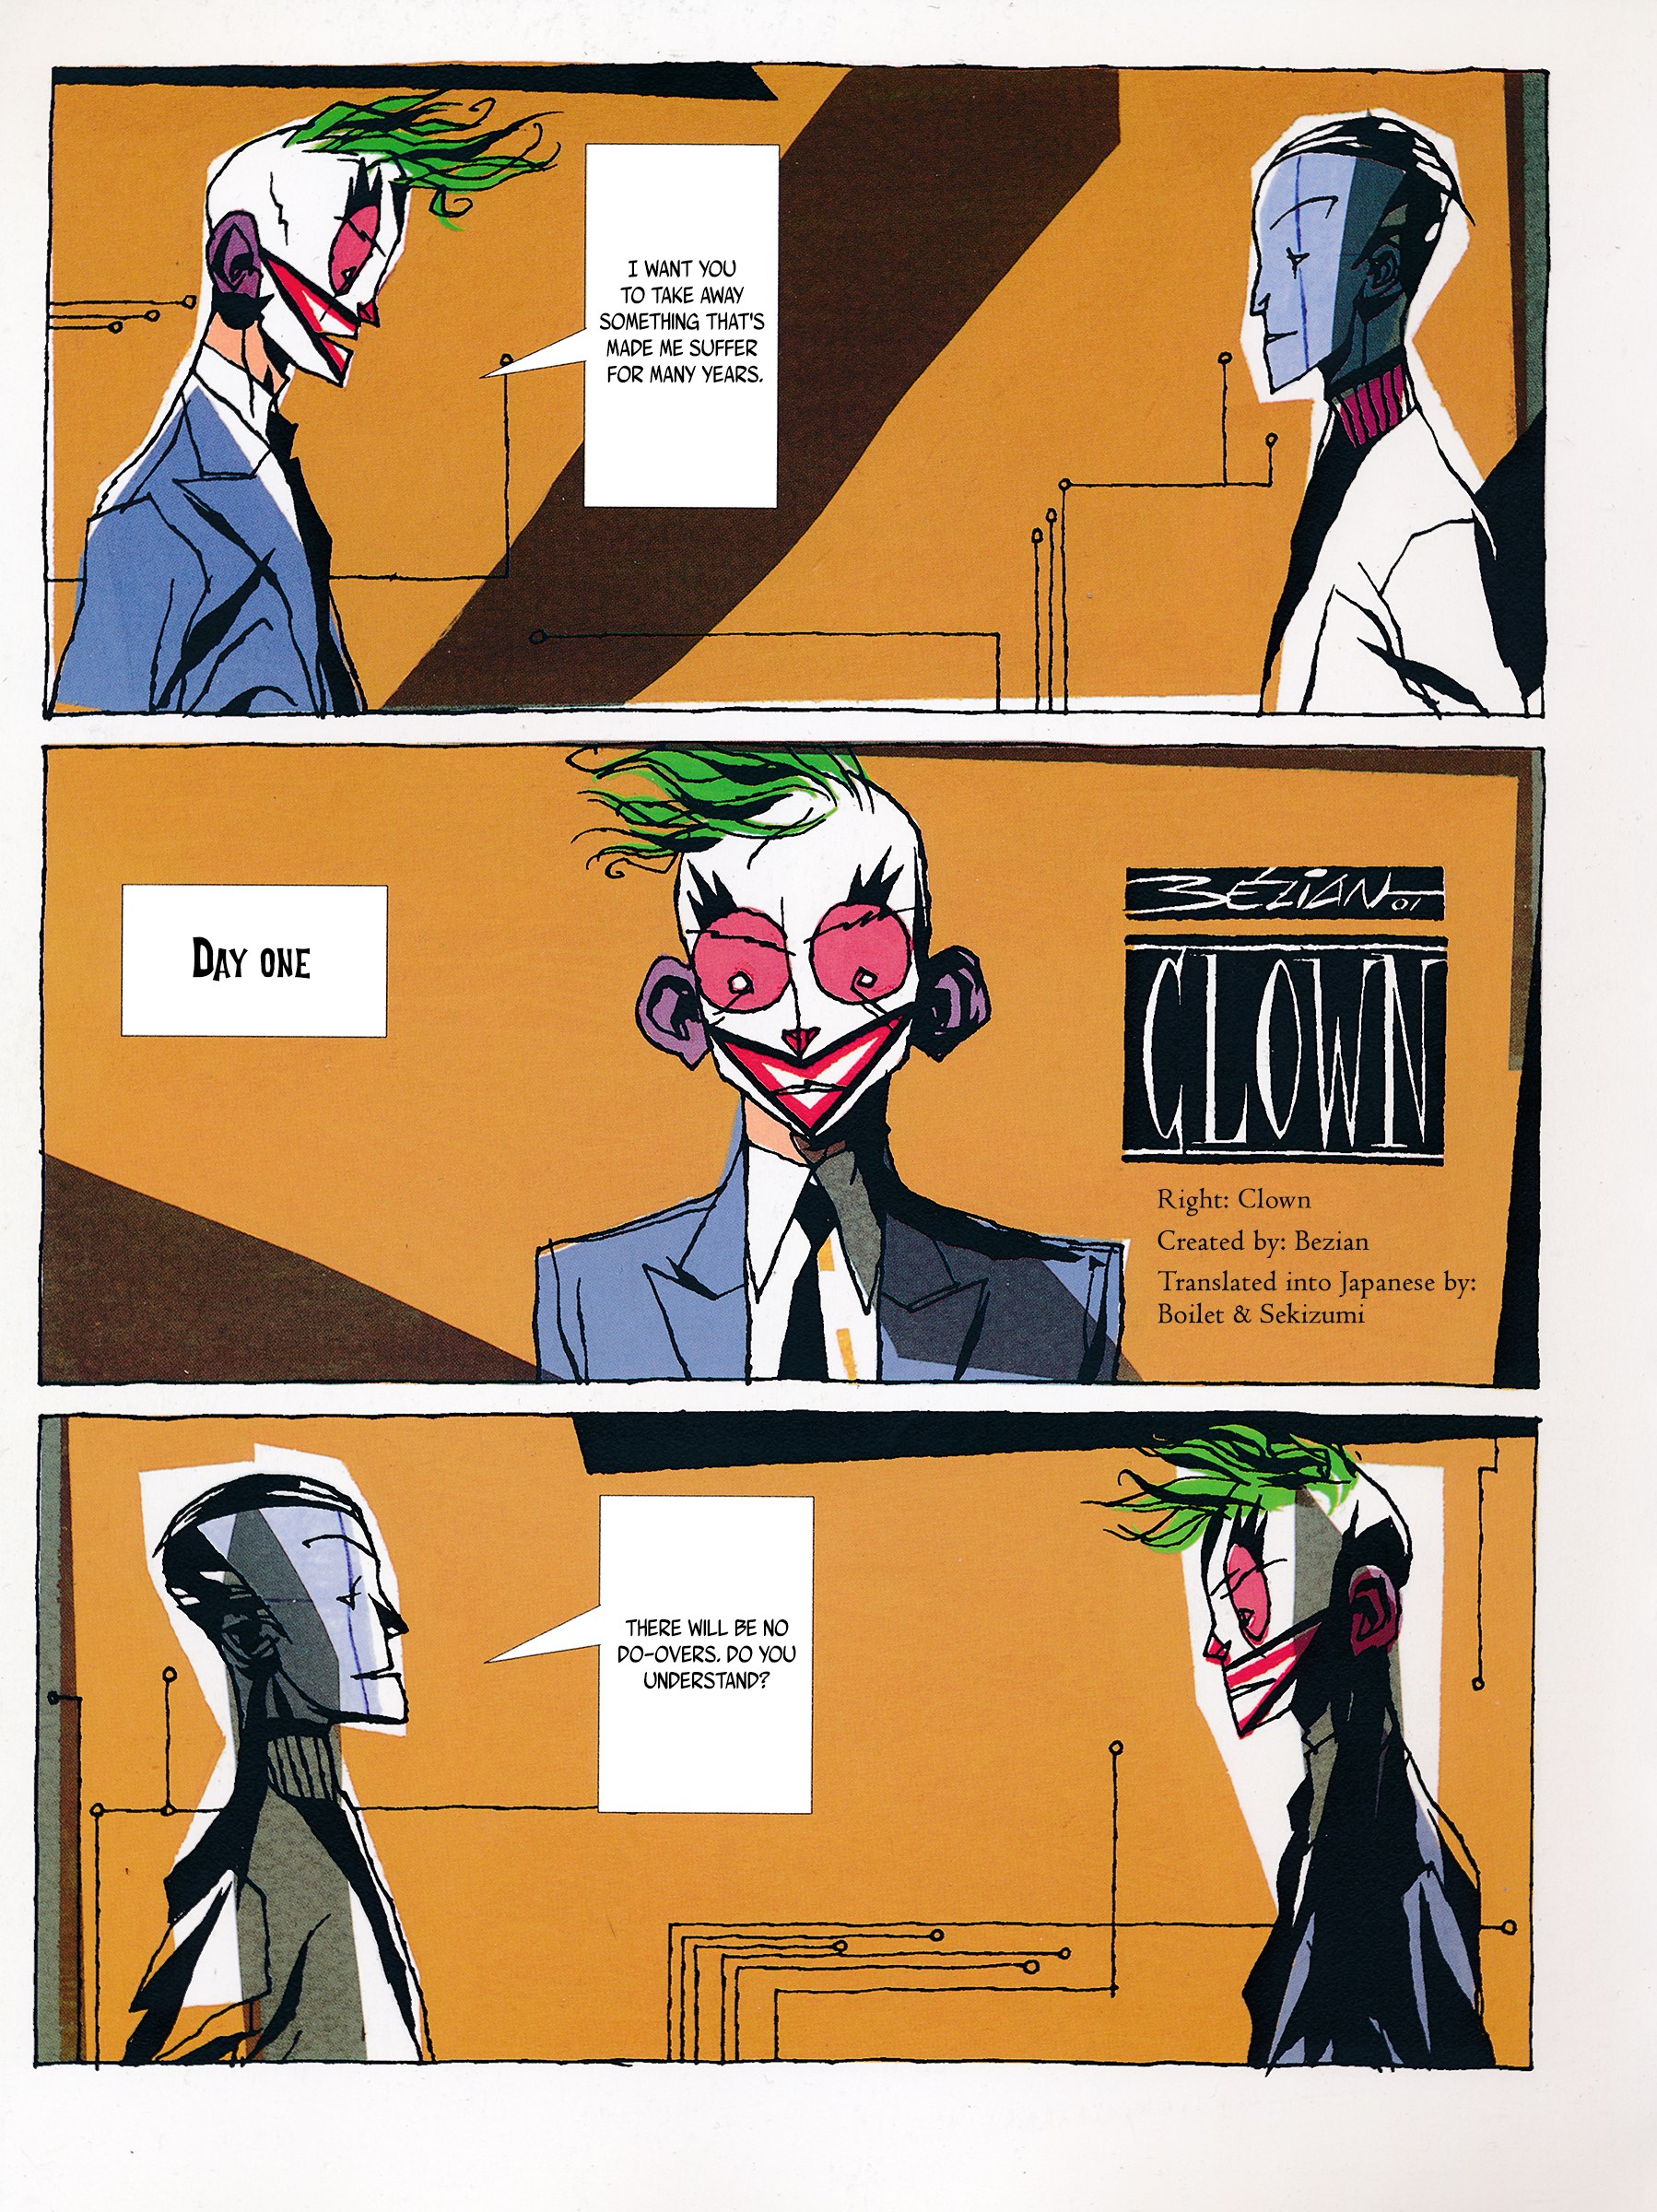 I WANT YOU
TO TAKE AWAY
SOMETHING THAT'S
MADE ME SUFFER
FOR MANY YEARS.
DAY ONE
BÉZIAN 01
CLOWN
Right: Clown
Created by: Bezian
Translated into Japanese by:
Boilet & Sekizumi
THERE WILL BE NO
DO-OVERS. DO YOU
UNDERSTAND?